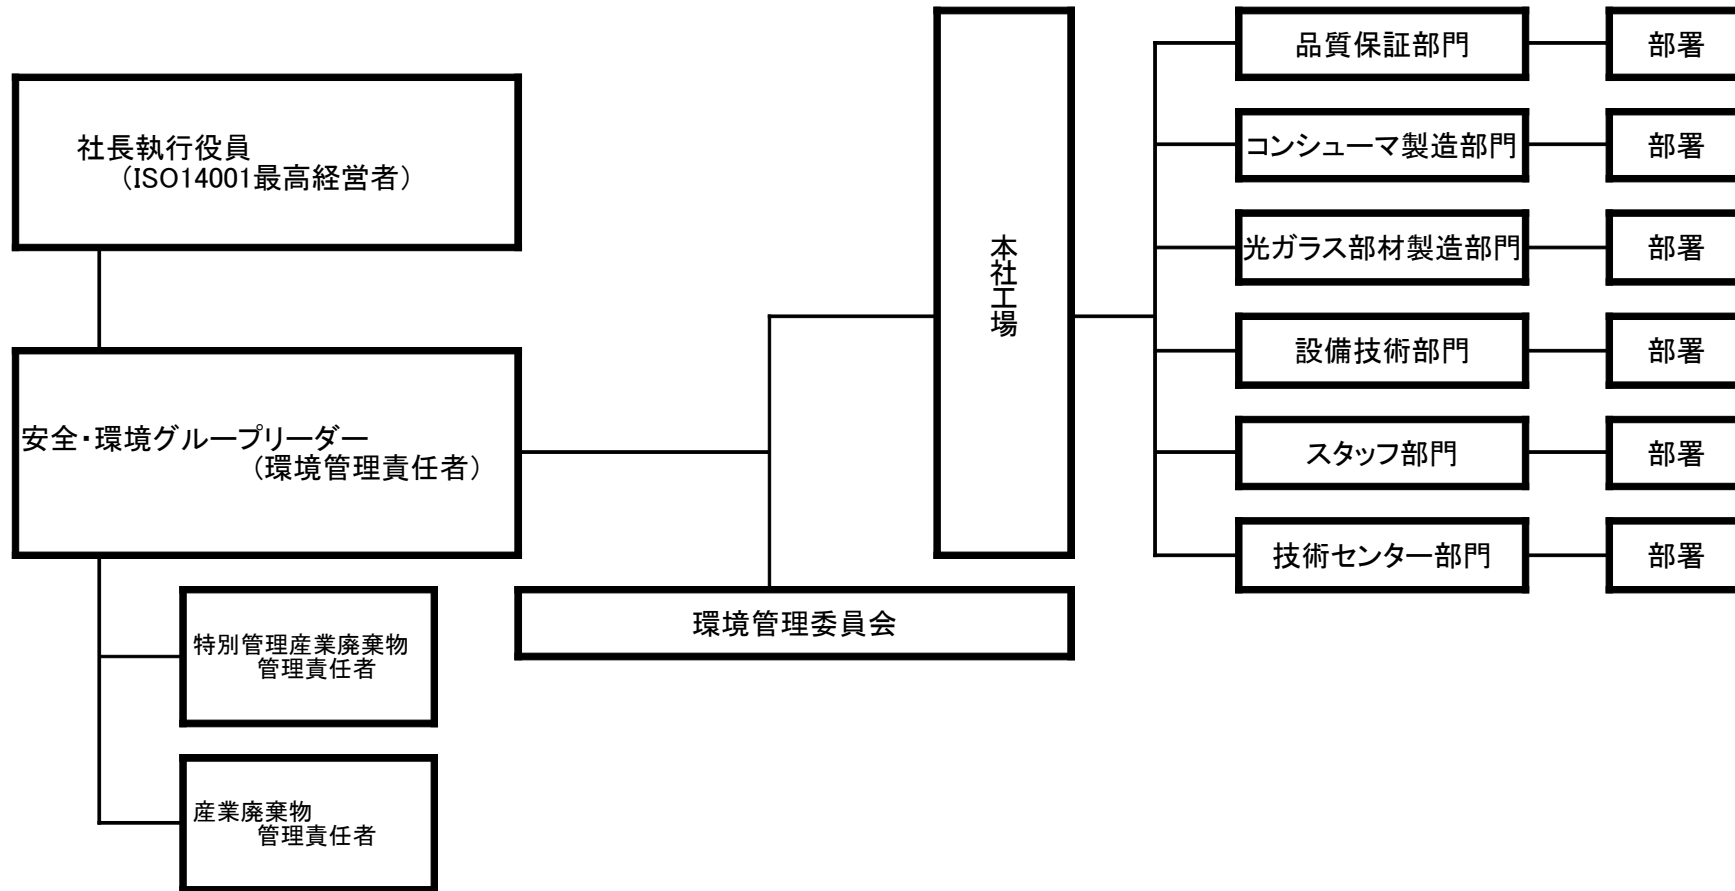 社長執行役員
（ISO14001最高経営者）
安全・環境グループリーダー
（環境管理責任者）
特別管理産業廃棄物
管理責任者
産業廃棄物
管理責任者
環境管理委員会
本社工場
品質保証部門
部署
コンシューマ製造部門
部署
光ガラス部材製造部門
部署
設備技術部門
部署
スタッフ部門
部署
技術センター部門
部署